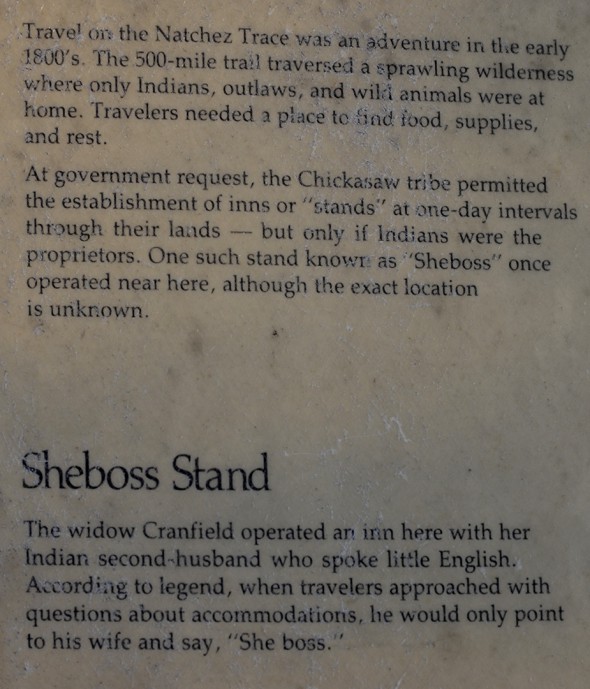 Travel on the Natchez Trace was an adventure in the early
1800's. The 500-mile trail traversed a sprawling wilderness
where only Indians, outlaws, and wild animals were at
home. Travelers needed a place to find food, supplies,
and rest.
At government request, the Chickasaw tribe permitted
the establishment of inns or "stands" at one-day intervals
through their lands — but only if Indians were the
proprietors. One such stand known as "Sheboss" once
operated near here, although the exact location
is unknown.
Sheboss Stand
The widow Cranfield operated an inn here with her
Indian second-husband who spoke little English.
According to legend, when travelers approached with
questions about accommodations, he would only point
to his wife and say, "She boss."